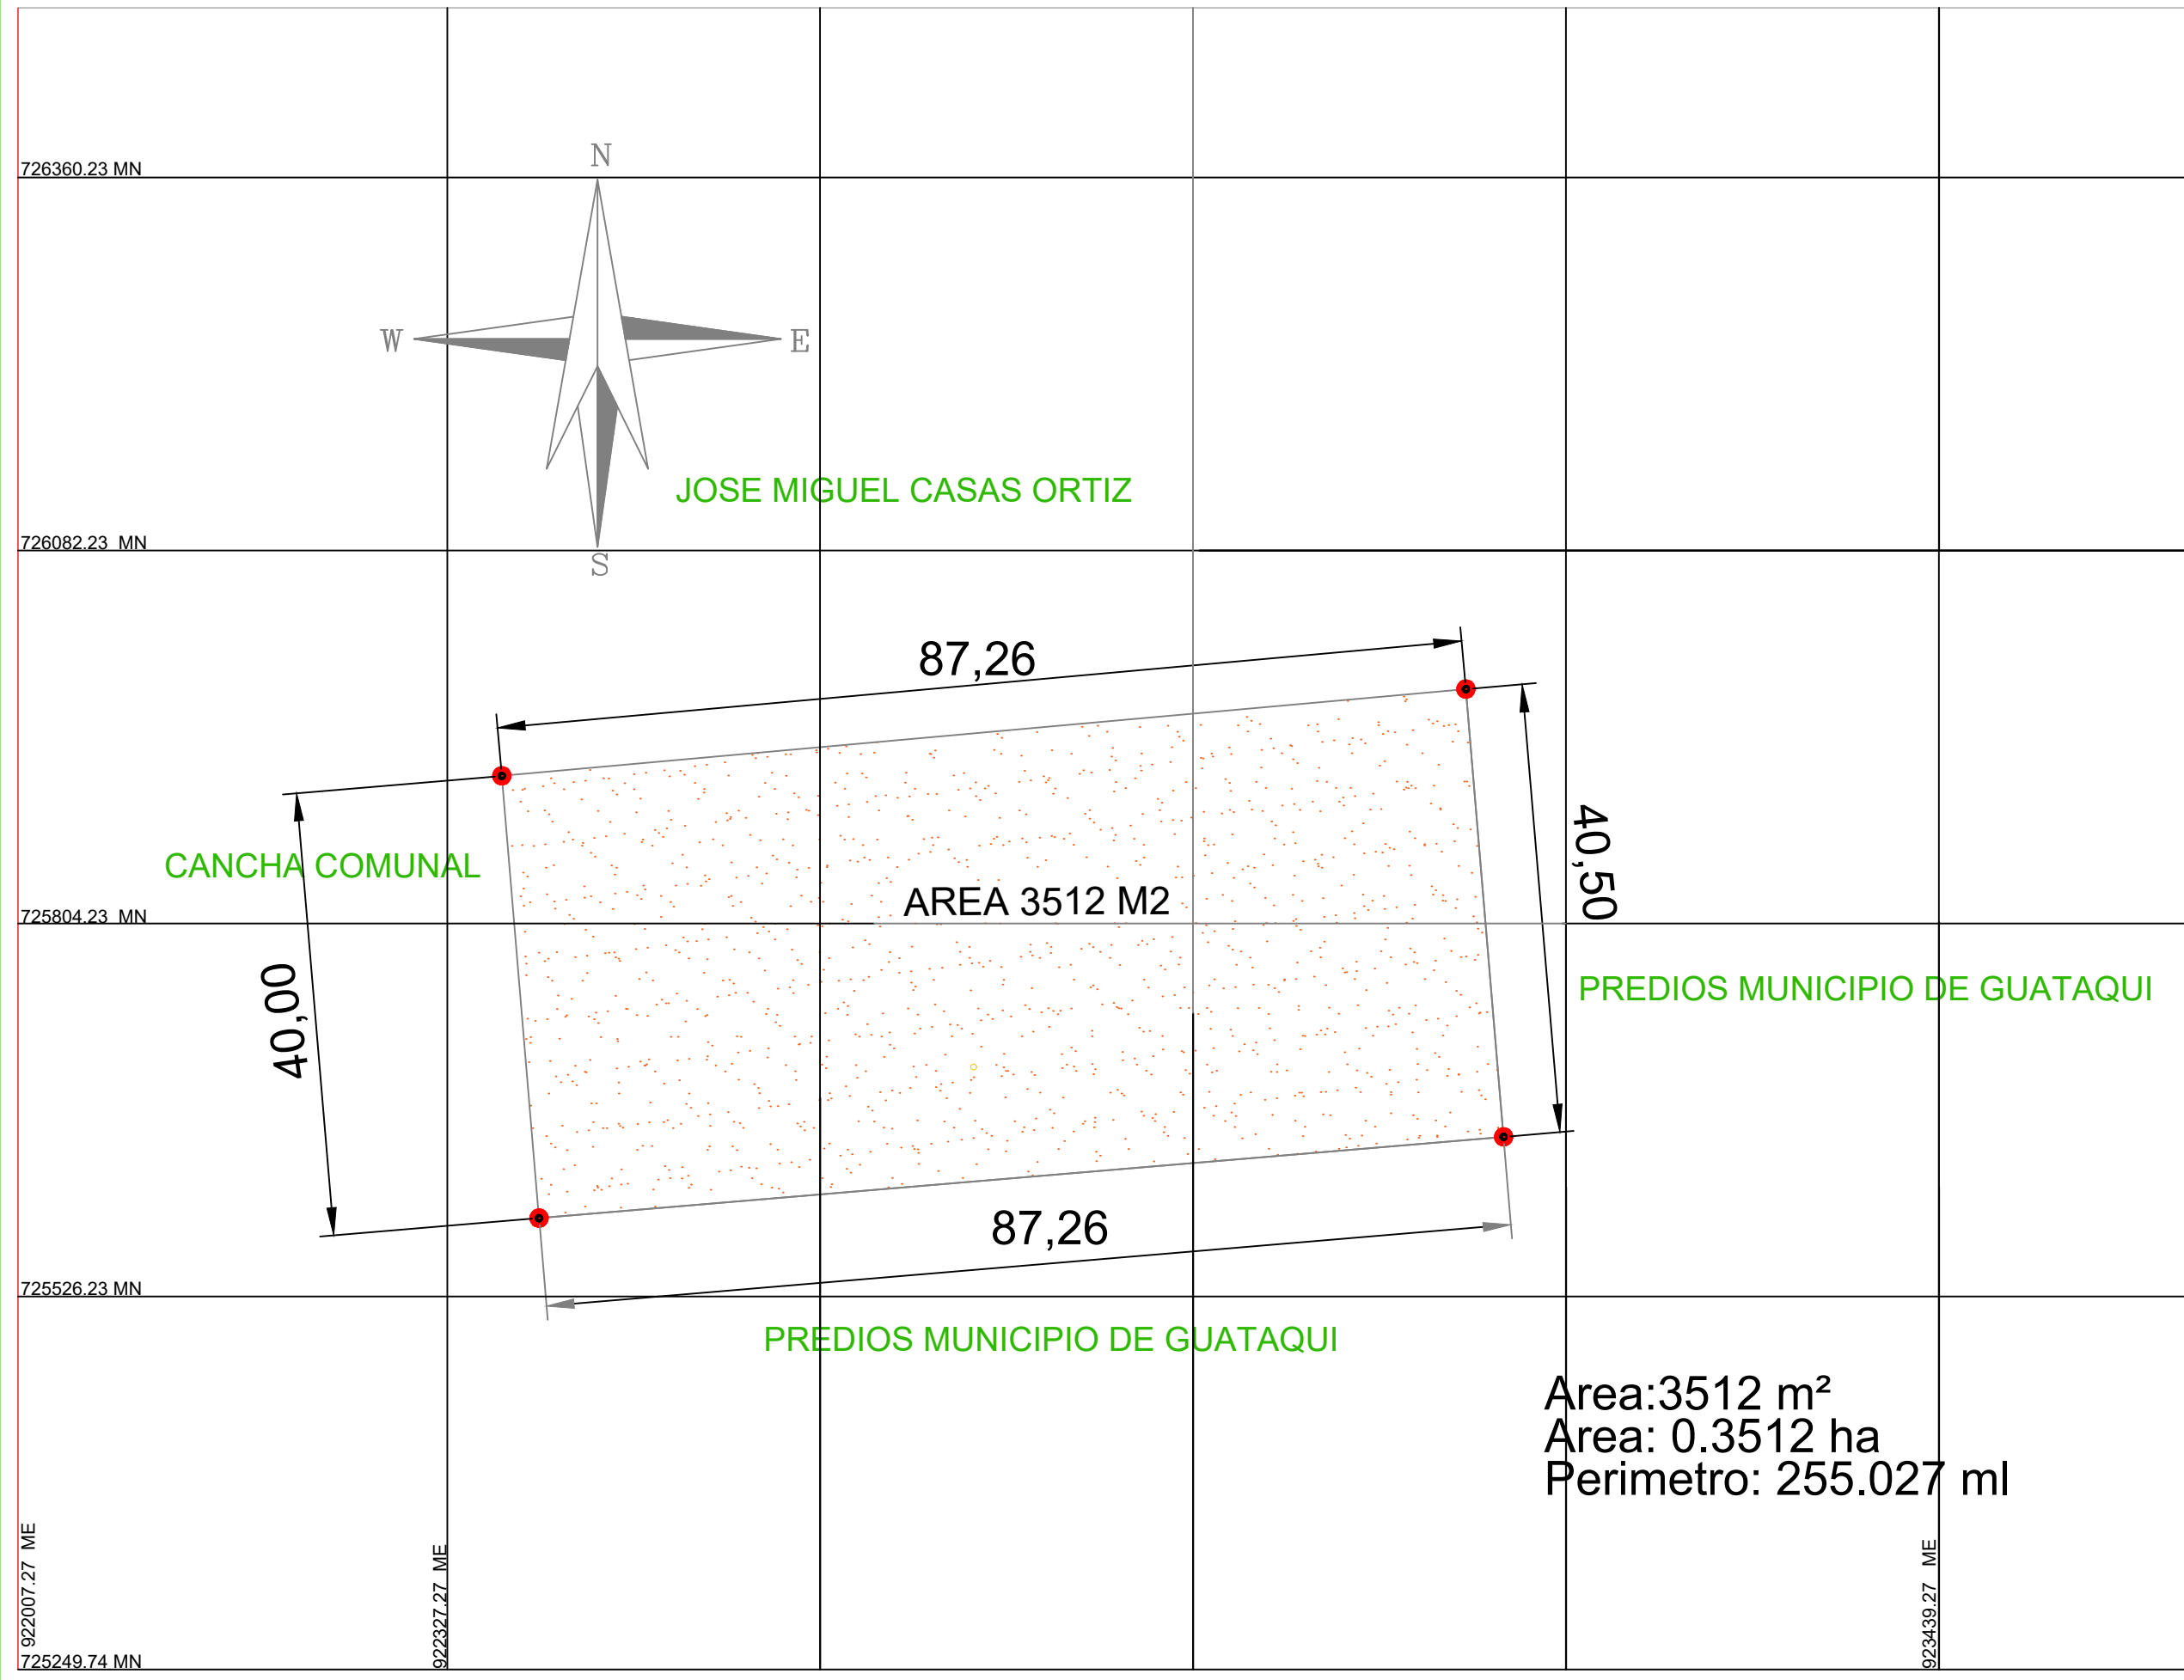 726360.23 MN
N
W
E
S
JOSE MIGUEL CASAS ORTIZ
726082.23 MN
87,26
CANCHA COMUNAL
40,50
AREA 3512 M2
725804.23 MN
40,00
PREDIOS MUNICIPIO DE GUATAQUI
87,26
725526.23 MN
PREDIOS MUNICIPIO DE GUATAQUI
Area:3512 m²
Area: 0.3512 ha
Perimetro: 255.027 ml
922007.27 ME
922327.27 ME
923439.27 ME
725249.74 MN